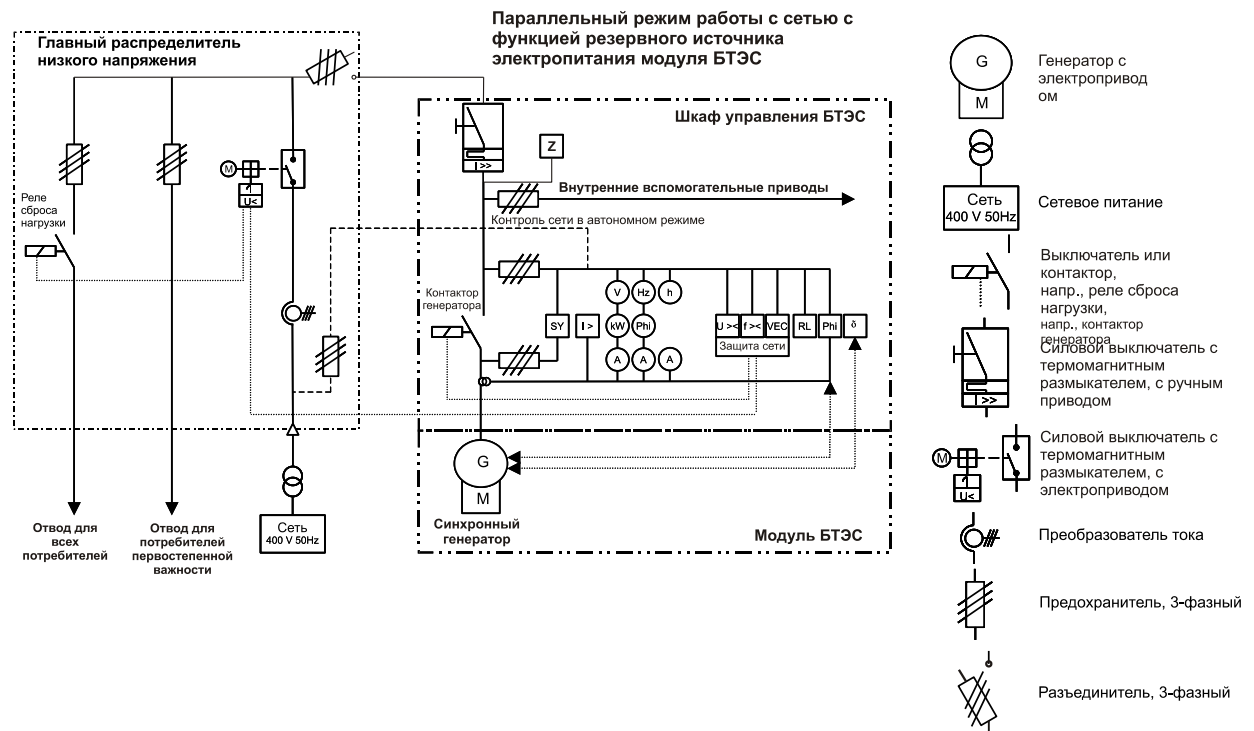 Параллельный режим работы с сетью с
функцией резервного источника
электропитания модуля БТЭС
Главный распределитель
низкого напряжения
Шкаф управления БТЭС
I >>
Z
Внутренние вспомогательные приводы
M
U<
Реле
сброса
нагрузки
Контроль сети в автономном режиме
Контактор
генератора
V
Hz
h
SY
I >
kW
Phi
U ><
f ><
VEC
RL
Phi
δ
Защита сети
A
A
A
G
M
Синхронный
генератор
Модуль БТЭС
Отвод для
всех
потребителей
Отвод для
потребителей
первостепенной
важности
Сеть
400 V 50Hz
G
M
Генератор с
электропривод
ом
Сеть
400 V 50Hz
Сетевое питание
Выключатель или
контактор,
напр., реле сброса
нагрузки,
напр., контактор
генератора
I >>
Силовой выключатель с
термомагнитным
размыкателем, с ручным
приводом
M
U<
Силовой выключатель с
термомагнитным
размыкателем, с
электроприводом
Преобразователь тока
Предохранитель, 3-фазный
Разъединитель, 3-фазный